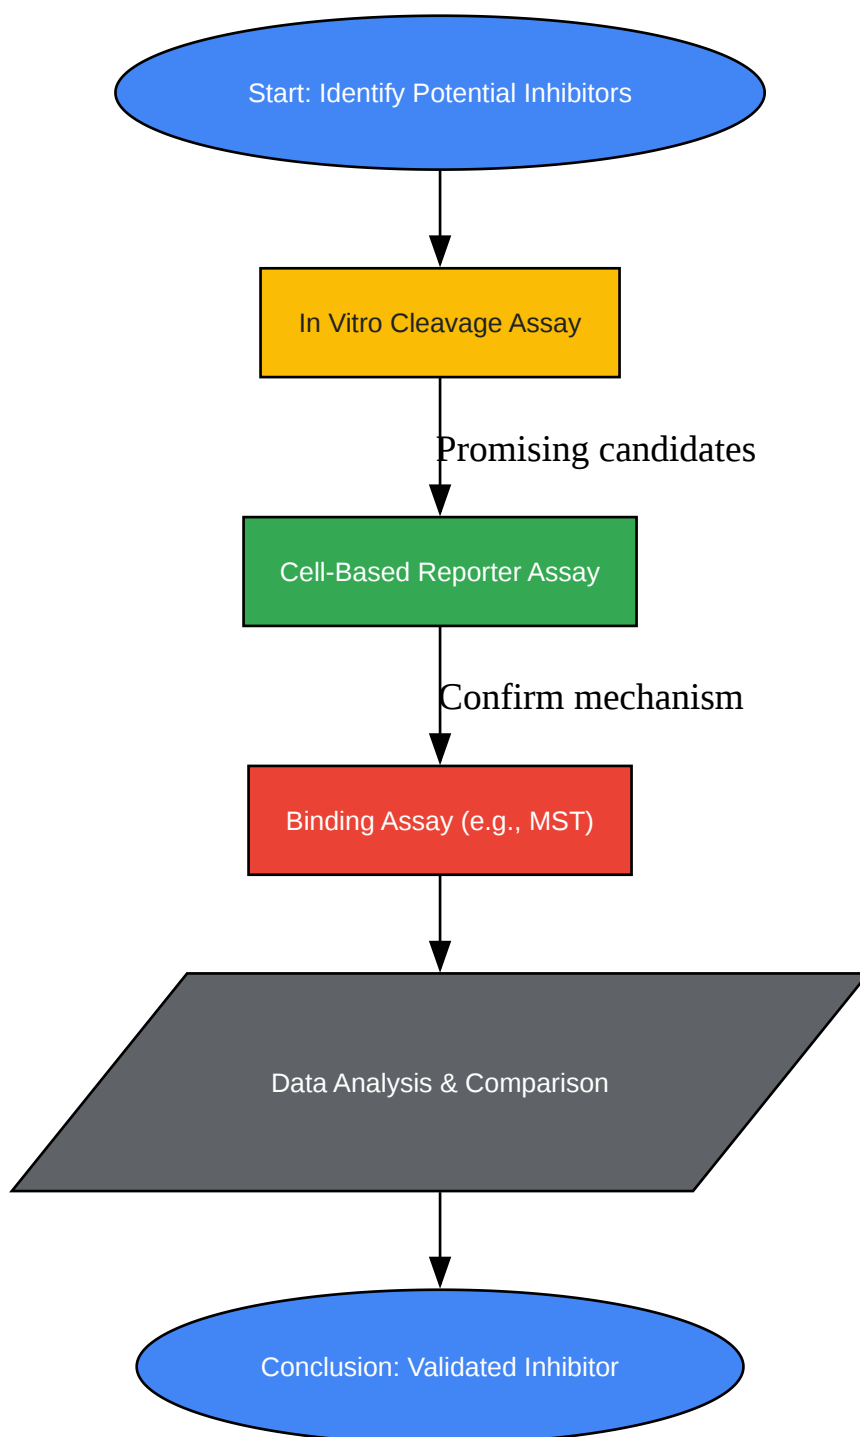 Start: Identify Potential Inhibitors
In Vitro Cleavage Assay
Promising candidates
Cell-Based Reporter Assay
Confirm mechanism
Binding Assay (e.g., MST)
Data Analysis & Comparison
Conclusion: Validated Inhibitor